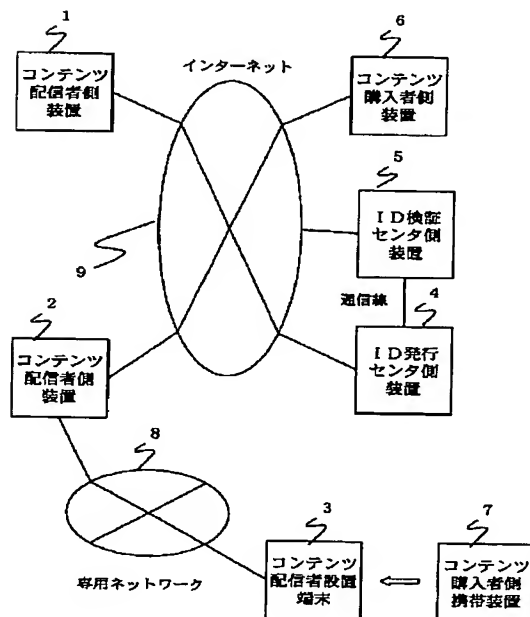 1
コンテンツ
配信者側
装置
インターネット
6
コンテンツ
購入者側
装置
5
ID検証
センタ側
装置
9
通信線
4
ID発行
センタ側
装置
2
コンテンツ
配信者側
装置
8
専用ネットワーク
3
コンテンツ
配信者設置
端末
7
コンテンツ
購入者側
携帯装置